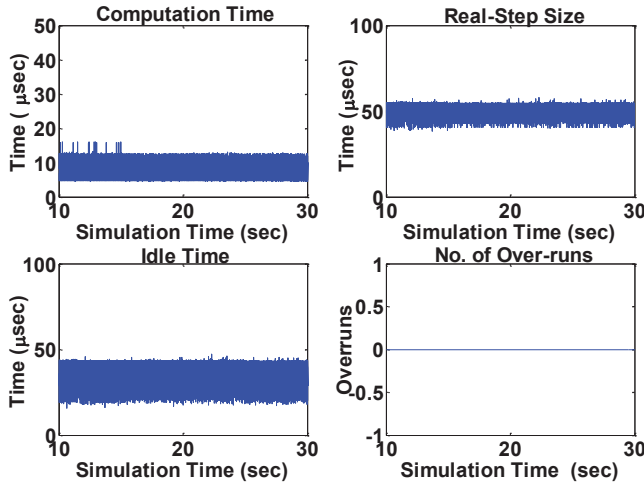 Computation Time
50
40
30
20
10
0
Time ( μsec)
10
20
30
Simulation Time (sec)
Real-Step Size
100
50
0
Time (μsec)
10
20
30
Simulation Time (sec)
Idle Time
100
50
0
Time (μsec)
10
20
30
Simulation Time (sec)
No. of Over-runs
1
0.5
0
-0.5
-1
Overruns
10
20
30
Simulation Time (sec)